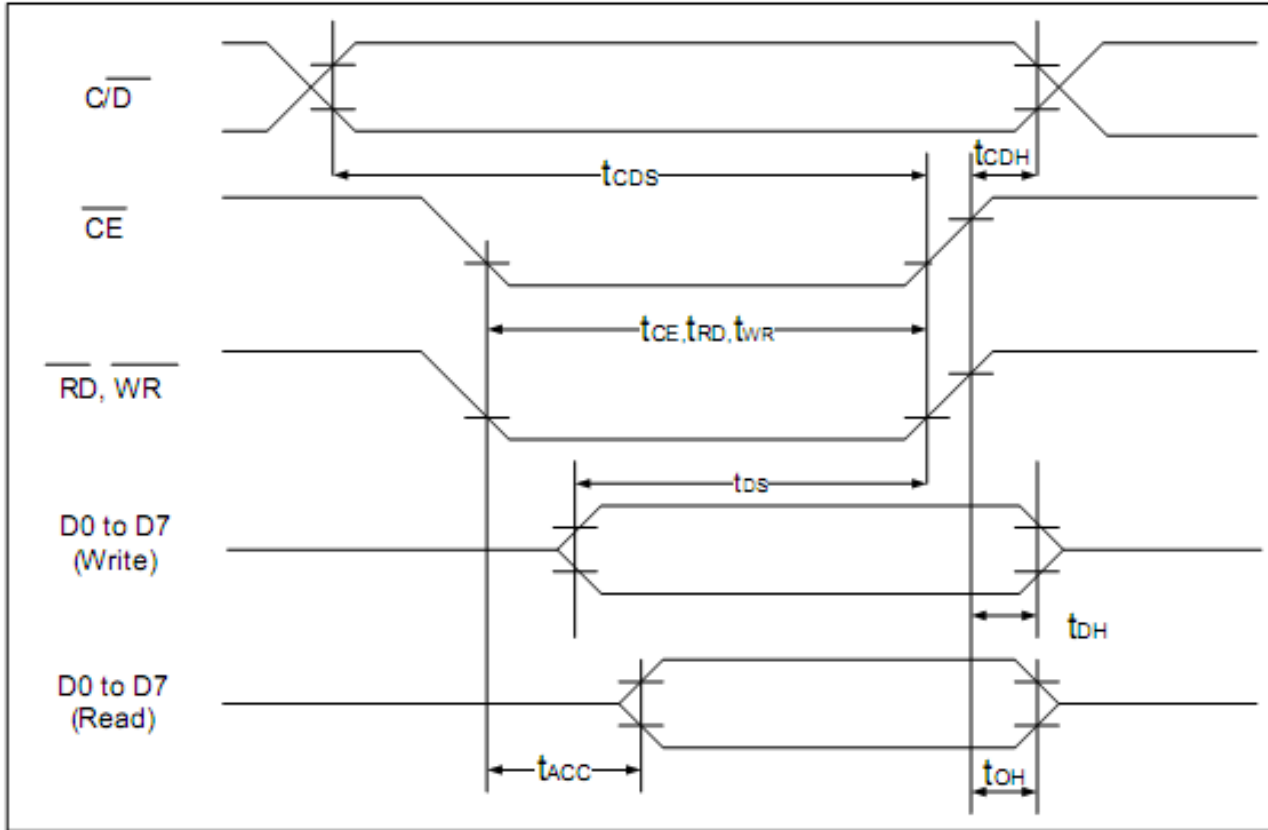 C/D
tCDH
tCDS
CE
tCE,tRD,tWR
RD, WR
tDS
D0 to D7
(Write)
tDH
D0 to D7
(Read)
tACC
tOH